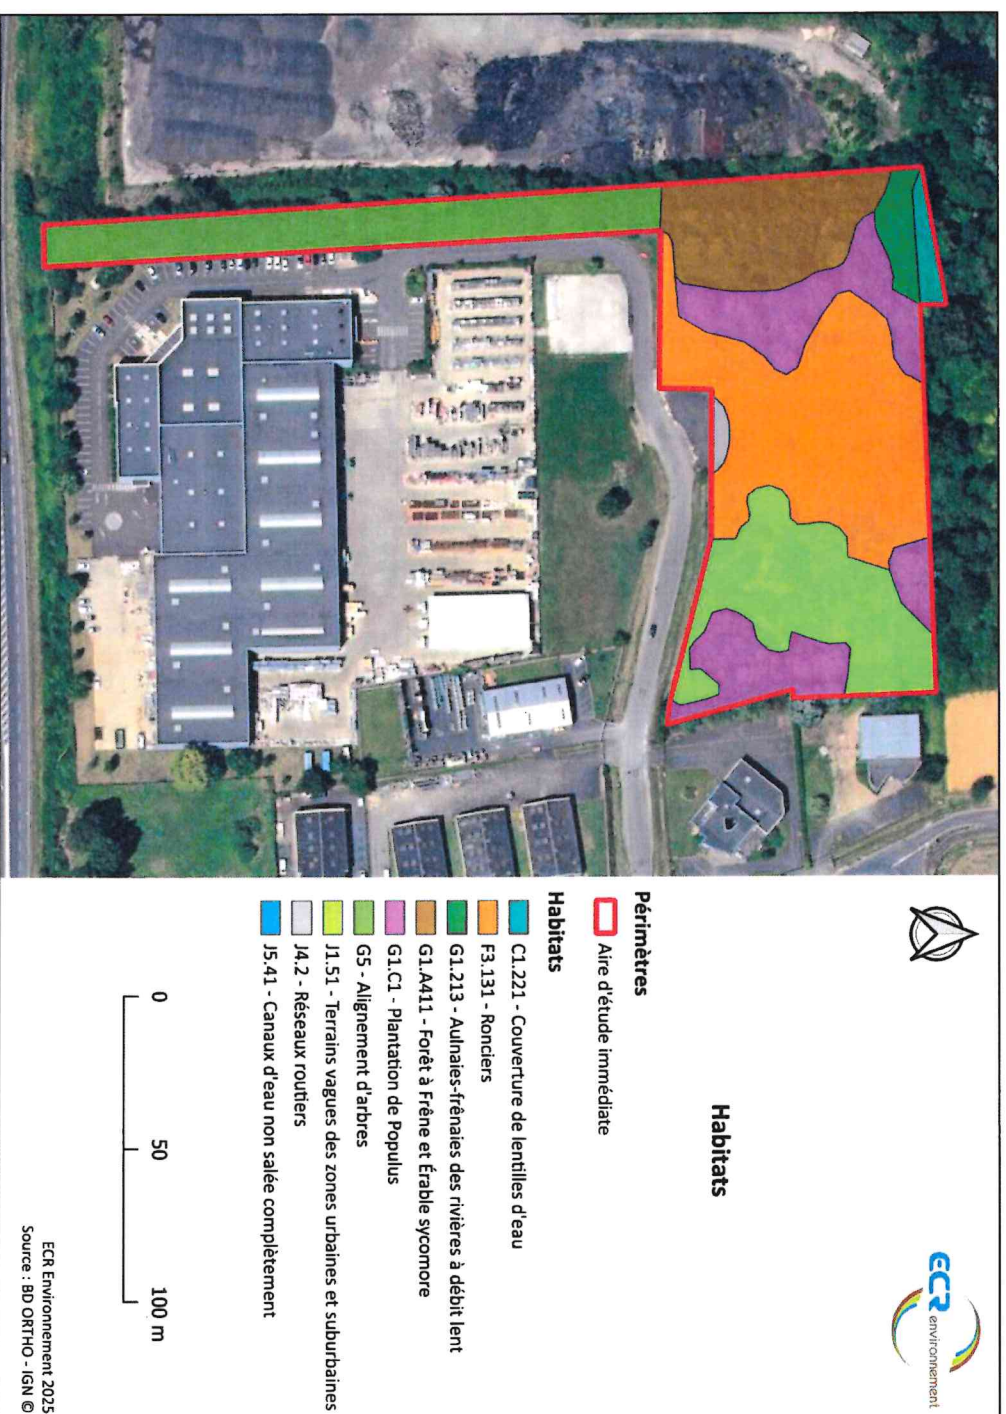 Habitats
ECR
environnement
Périmètres
Aire d'étude immédiate
Habitats
C1.221 - Couverture de lentilles d'eau
F3.131 - Ronciers
G1.213 - Aulnaies-frênaies des rivières à débit lent
G1.A411 - Forêt à Frêne et Érable sycomore
G1.C1 - Plantation de Populus
G5 - Alignement d'arbres
J1.51 - Terrains vagues des zones urbaines et suburbaines
J4.2 - Réseaux routiers
J5.41 - Canaux d'eau non salée complètement
0 50 100 m
ECR Environnement 2025
Source : BD ORTHO - IGN ©